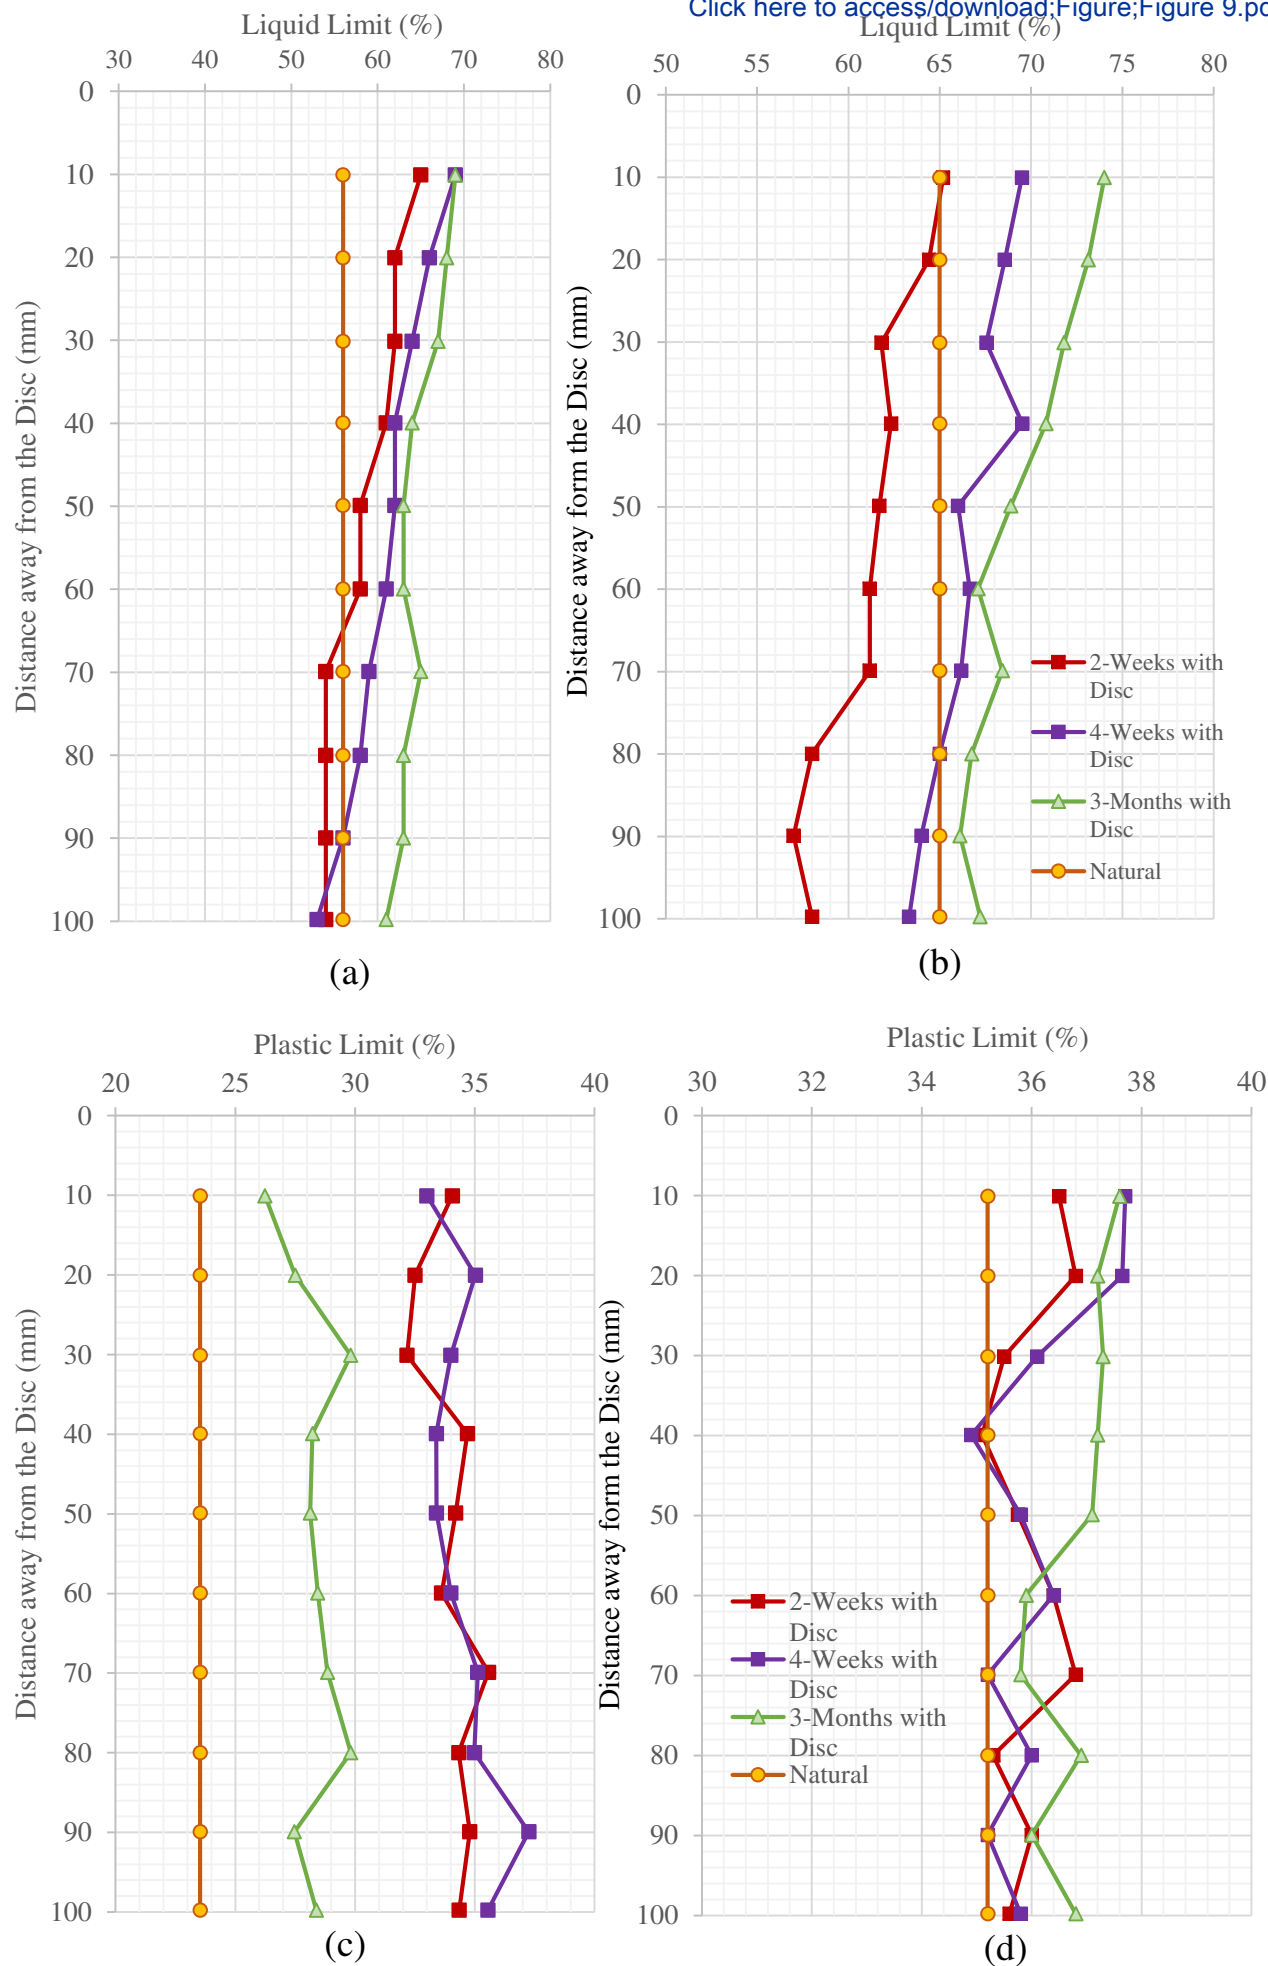 Click here to access/download;Figure;Figure 9.pd
Liquid Limit (%)
30 40 50 60 70 80
0
10
20
30
40
50
60
70
80
90
100
Distance away from the Disc (mm)
(a)
Liquid Limit (%)
50 55 60 65 70 75 80
0
10
20
30
40
50
60
70
80
90
100
Distance away form the Disc (mm)
2-Weeks with
Disc
4-Weeks with
Disc
3-Months with
Disc
Natural
(b)
Plastic Limit (%)
20 25 30 35 40
0
10
20
30
40
50
60
70
80
90
100
Distance away from the Disc (mm)
(c)
Plastic Limit (%)
30 32 34 36 38 40
0
10
20
30
40
50
60
70
80
90
100
Distance away form the Disc (mm)
2-Weeks with
Disc
4-Weeks with
Disc
3-Months with
Disc
Natural
(d)